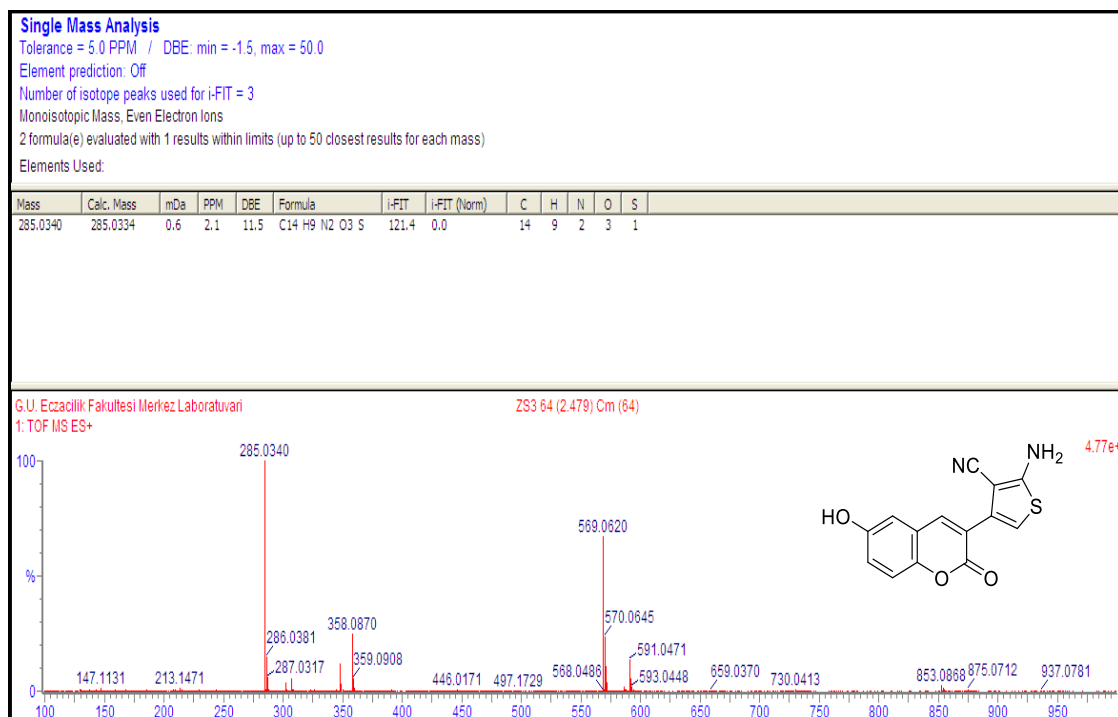 Single Mass Analysis
Tolerance = 5.0 PPM / DBE: min = -1.5, max = 50.0
Element prediction: Off
Number of isotope peaks used for i-FIT = 3
Monoisotopic Mass, Even Electron Ions
2 formula(e) evaluated with 1 results within limits (up to 50 closest results for each mass)
Elements Used:
Mass Calc. Mass mDa PPM DBE Formula i-FIT i-FIT (Norm) C H N O S
285.0340 285.0334 0.6 2.1 11.5 C14 H9 N2 O3 S 121.4 0.0 14 9 2 3 1
G.U. Eczacilik Fakultesi Merkez Laboratuvari ZS3 64 (2.479) Cm (64)
1: TOF MS ES+
4.77e+
100
%
0
285.0340
286.0381
287.0317
147.1131
213.1471
358.0870
359.0908
446.0171
497.1729
569.0620
570.0645
568.0486
591.0471
593.0448
659.0370
730.0413
853.0868
875.0712
937.0781
NC
NH2
S
HO
O
O
100 150 200 250 300 350 400 450 500 550 600 650 700 750 800 850 900 950